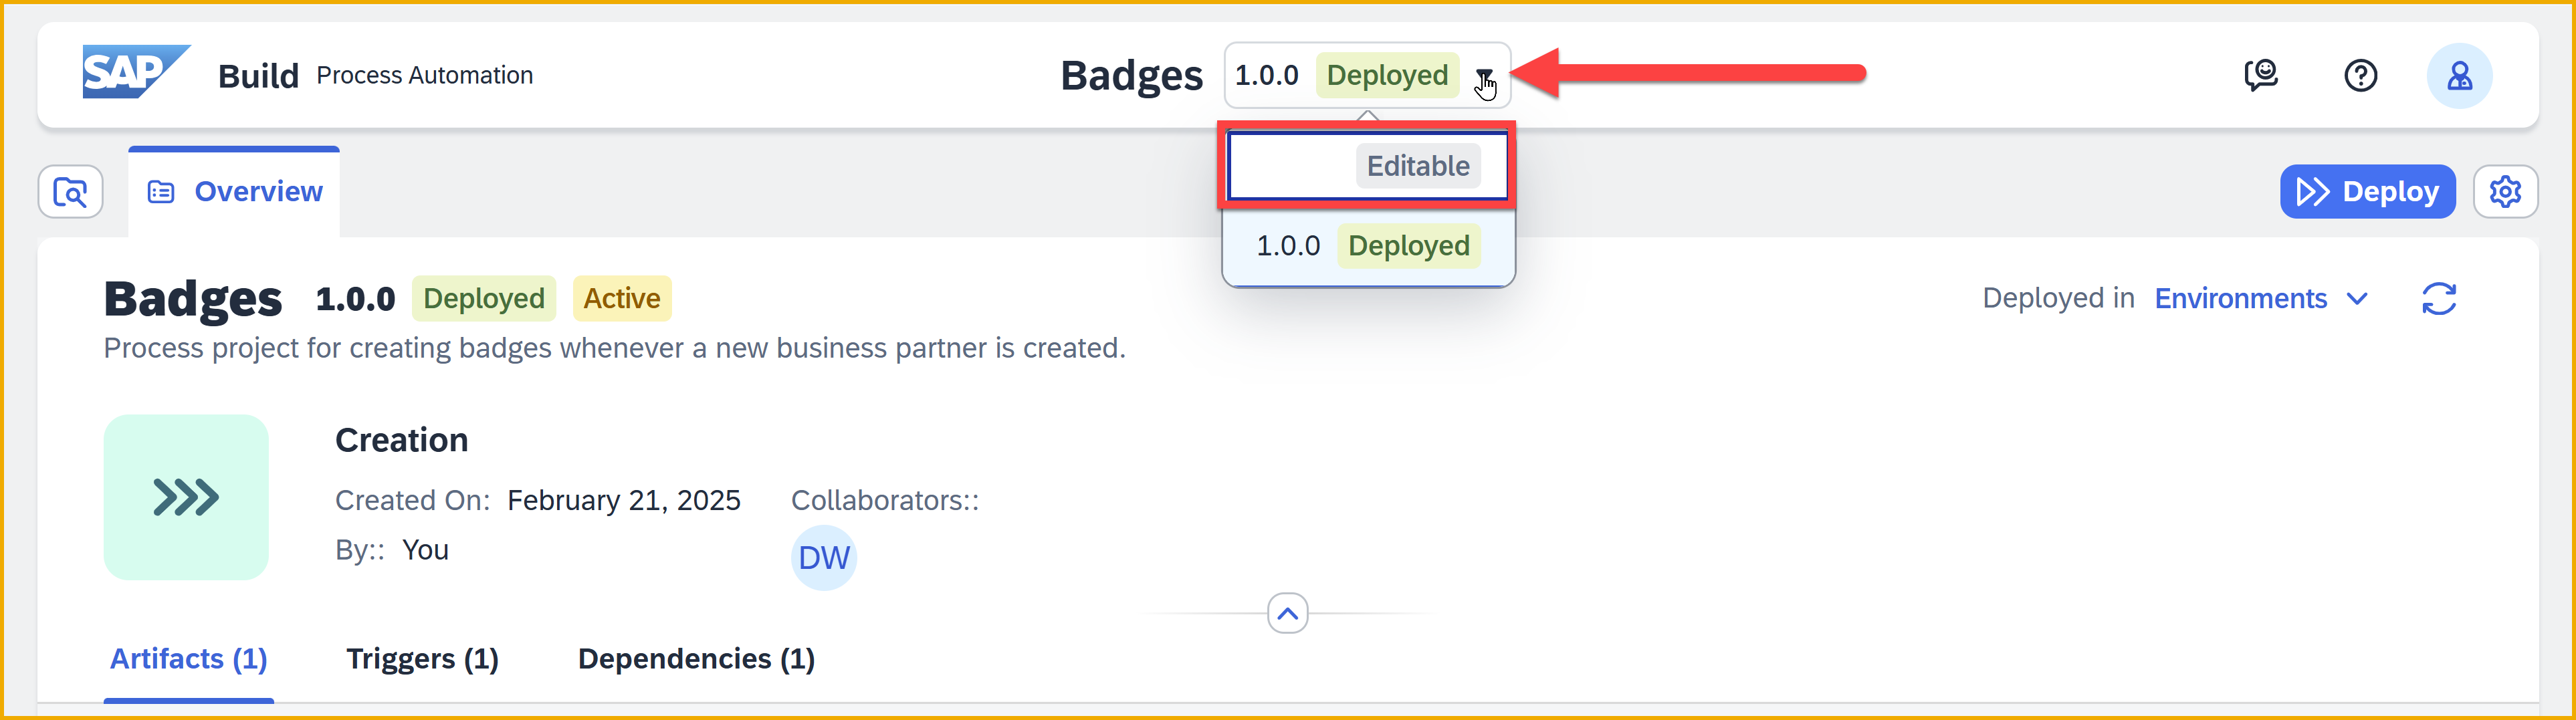 SAP Build Process Automation
Badges 1.0.0 Deployed
Editable
1.0.0 Deployed
Overview
Deploy
Badges 1.0.0 Deployed Active
Deployed in Environments
Process project for creating badges whenever a new business partner is created.
Creation
Created On: February 21, 2025
Collaborators::
By:: You
DW
Artifacts (1) Triggers (1) Dependencies (1)